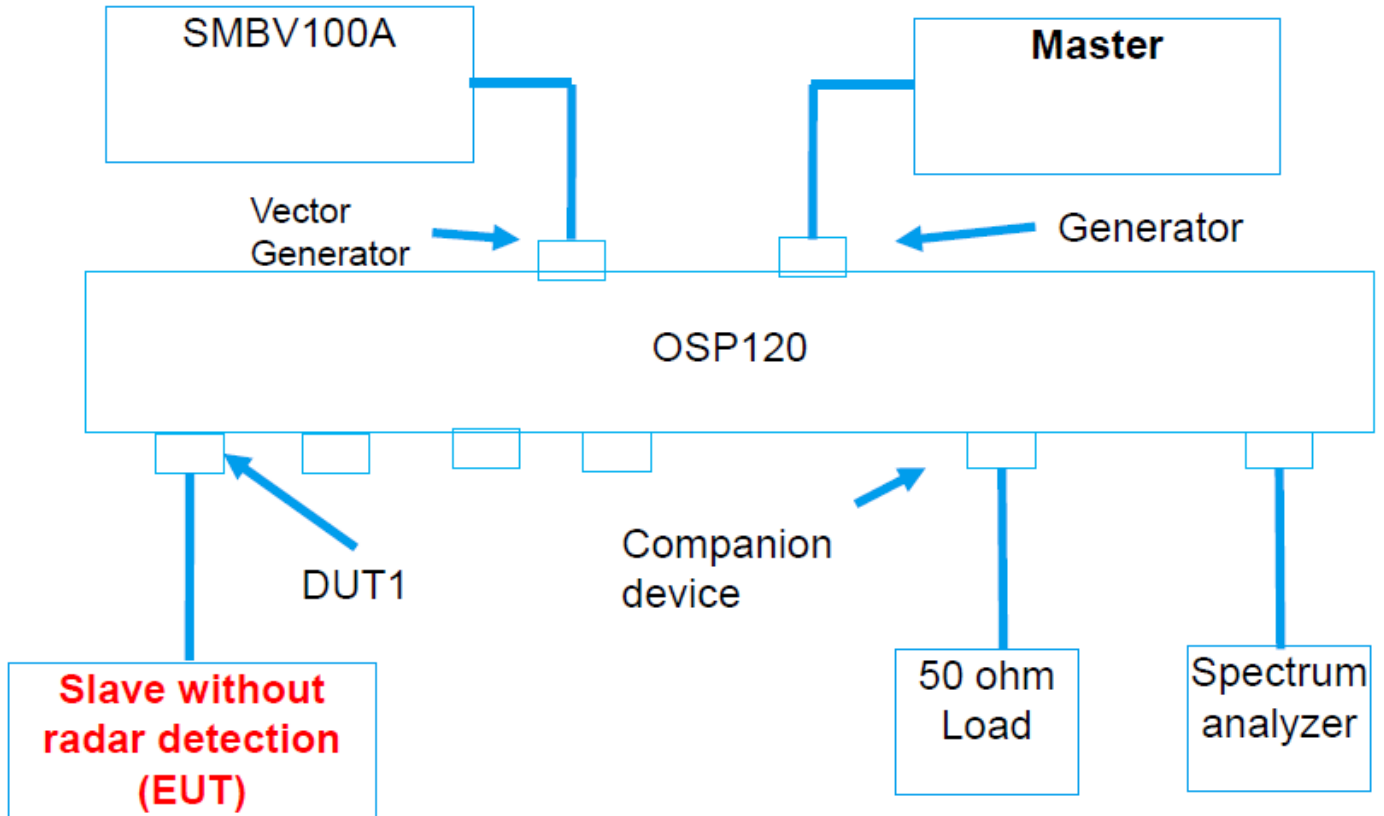 SMBV100A
Master
Vector
Generator
Generator
OSP120
DUT1
Companion
device
Slave without
radar detection
(EUT)
50 ohm
Load
Spectrum
analyzer